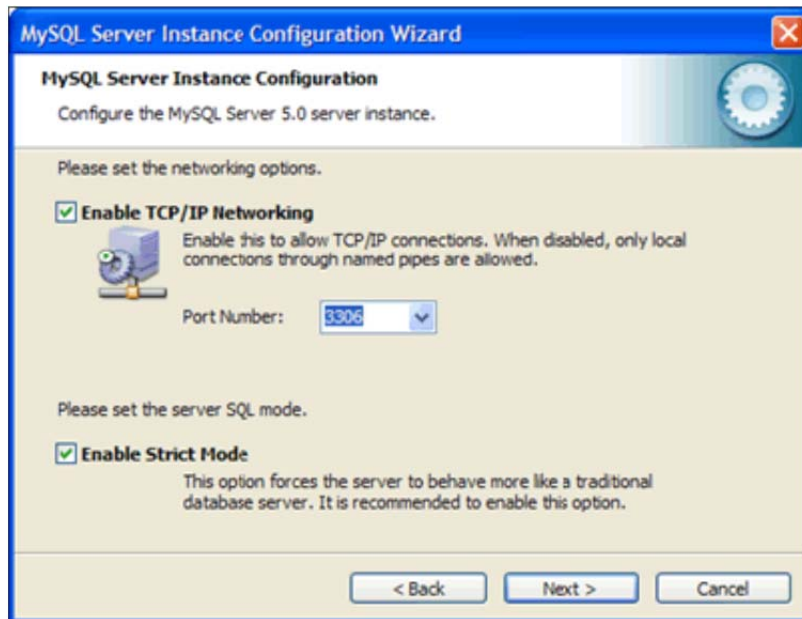 MySQL Server Instance Configuration Wizard
MySQL Server Instance Configuration
Configure the MySQL Server 5.0 server instance.
Please set the networking options.
Enable TCP/IP Networking
Enable this to allow TCP/IP connections. When disabled, only local
connections through named pipes are allowed.
Port Number: 3306
Please set the server SQL mode.
Enable Strict Mode
This option forces the server to behave more like a traditional
database server. It is recommended to enable this option.
< Back Next > Cancel